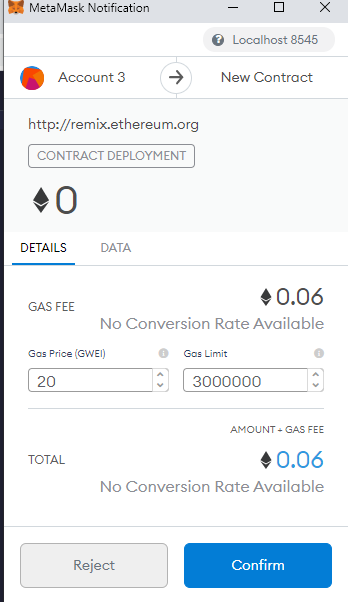 MetaMask Notification
Localhost 8545
Account 3 New Contract
http://remix.ethereum.org
CONTRACT DEPLOYMENT
0
DETAILS DATA
GAS FEE 0.06
No Conversion Rate Available
Gas Price (GWEI) Gas Limit
20 3000000
AMOUNT + GAS FEE
TOTAL 0.06
No Conversion Rate Available
Reject Confirm